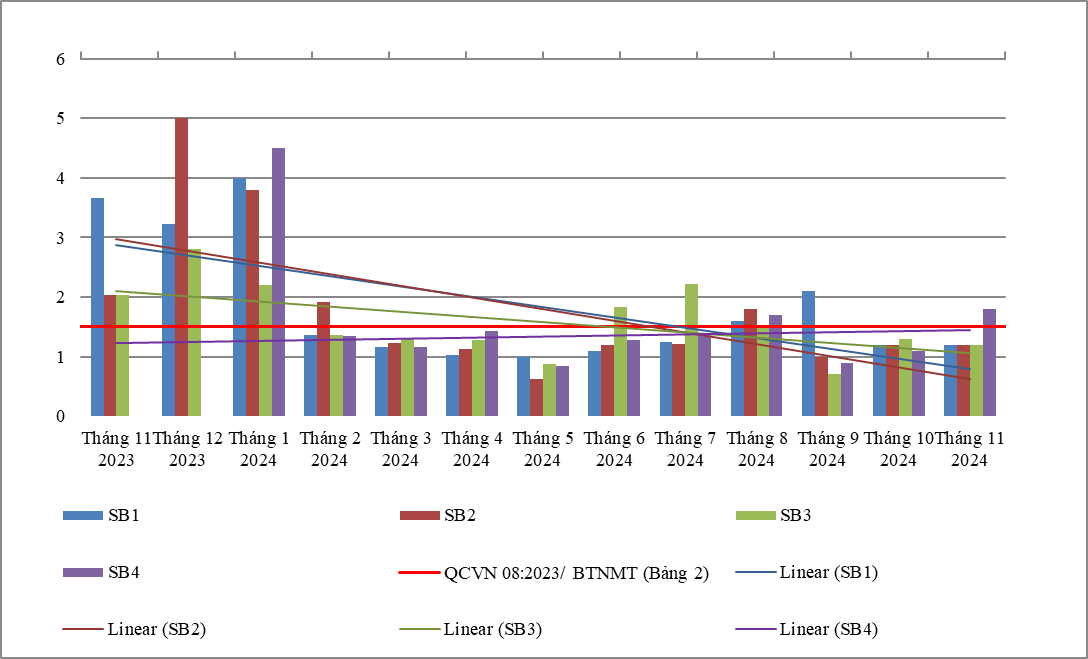 6
5
4
3
2
1
0
Tháng 11 Tháng 12 Tháng 1 Tháng 2 Tháng 3 Tháng 4 Tháng 5 Tháng 6 Tháng 7 Tháng 8 Tháng 9 Tháng 10 Tháng 11
2023 2023 2024 2024 2024 2024 2024 2024 2024 2024 2024 2024 2024
SB1 SB2 SB3
SB4 QCVN 08:2023/ BTNMT (Bảng 2) Linear (SB1)
Linear (SB2) Linear (SB3) Linear (SB4)